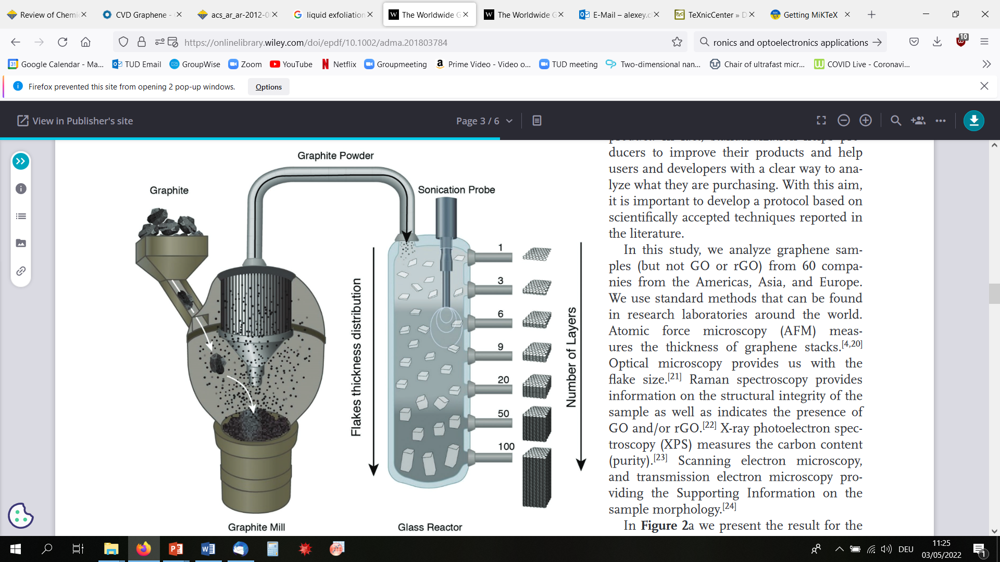 Review of Chemi
CVD Graphene -
acs_ar_ar-2012-0
liquid exfoliation
The Worldwide G
The Worldwide G
E-Mail – alexey.c
TeXnicCenter » D
Getting MiKTeX
https://onlinelibrary.wiley.com/doi/epdf/10.1002/adma.201803784
ronics and optoelectronics applications
10
Google Calendar - Ma...
TUD Email
GroupWise
Zoom
YouTube
Netflix
Groupmeeting
Prime Video - Video o...
TUD meeting
Two-dimensional nan...
Chair of ultrafast micr...
COVID Live - Coronavi...
Firefox prevented this site from opening 2 pop-up windows.
Options
View in Publisher's site
Page 3 / 6
Graphite Powder
Graphite
Sonication Probe
Flakes thickness distribution
1
3
6
9
20
50
100
Number of Layers
Graphite Mill
Glass Reactor
ducers to improve their products and help
users and developers with a clear way to ana-
lyze what they are purchasing. With this aim,
it is important to develop a protocol based on
scientifically accepted techniques reported in
the literature.
In this study, we analyze graphene sam-
ples (but not GO or rGO) from 60 compa-
nies from the Americas, Asia, and Europe.
We use standard methods that can be found
in research laboratories around the world.
Atomic force microscopy (AFM) meas-
ures the thickness of graphene stacks.[4,20]
Optical microscopy provides us with the
flake size.[21] Raman spectroscopy provides
information on the structural integrity of the
sample as well as indicates the presence of
GO and/or rGO.[22] X-ray photoelectron spec-
troscopy (XPS) measures the carbon content
(purity).[23] Scanning electron microscopy,
and transmission electron microscopy pro-
viding the Supporting Information on the
sample morphology.[24]
In Figure 2a we present the result for the
DEU
11:25
03/05/2022
1